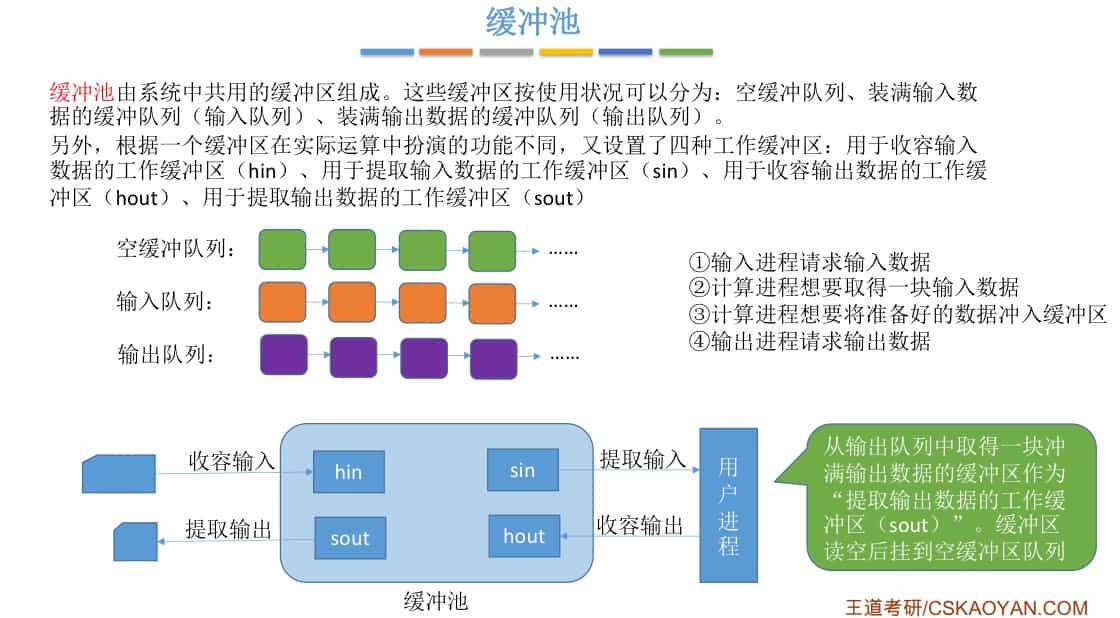 缓冲池
缓冲池由系统中共用的缓冲区组成。这些缓冲区按使用状况可以分为：空缓冲队列、装满输入数
据的缓冲队列（输入队列）、装满输出数据的缓冲队列（输出队列）。
另外，根据一个缓冲区在实际运算中扮演的功能不同，又设置了四种工作缓冲区：用于收容输入
数据的工作缓冲区（hin）、用于提取输入数据的工作缓冲区（sin）、用于收容输出数据的工作缓
冲区（hout）、用于提取输出数据的工作缓冲区（sout）
空缓冲队列：
......
输入队列：
......
输出队列：
......
①输入进程请求输入数据
②计算进程想要取得一块输入数据
③计算进程想要将准备好的数据冲入缓冲区
④输出进程请求输出数据
收容输入
hin
sin
提取输入
提取输出
sout
hout
收容输出
用
户
进
程
缓冲池
从输出队列中取得一块冲
满输出数据的缓冲区作为
“提取输出数据的工作缓
冲区（sout）”。缓冲区
读空后挂到空缓冲区队列
王道考研/CSKAOYAN.COM